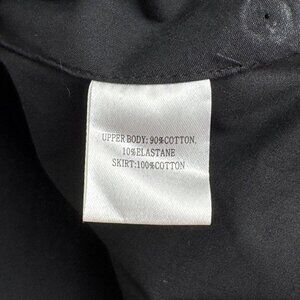 UPPER BODY: 90%COTTON,
10%ELASTANE
SKIRT:100%COTTON